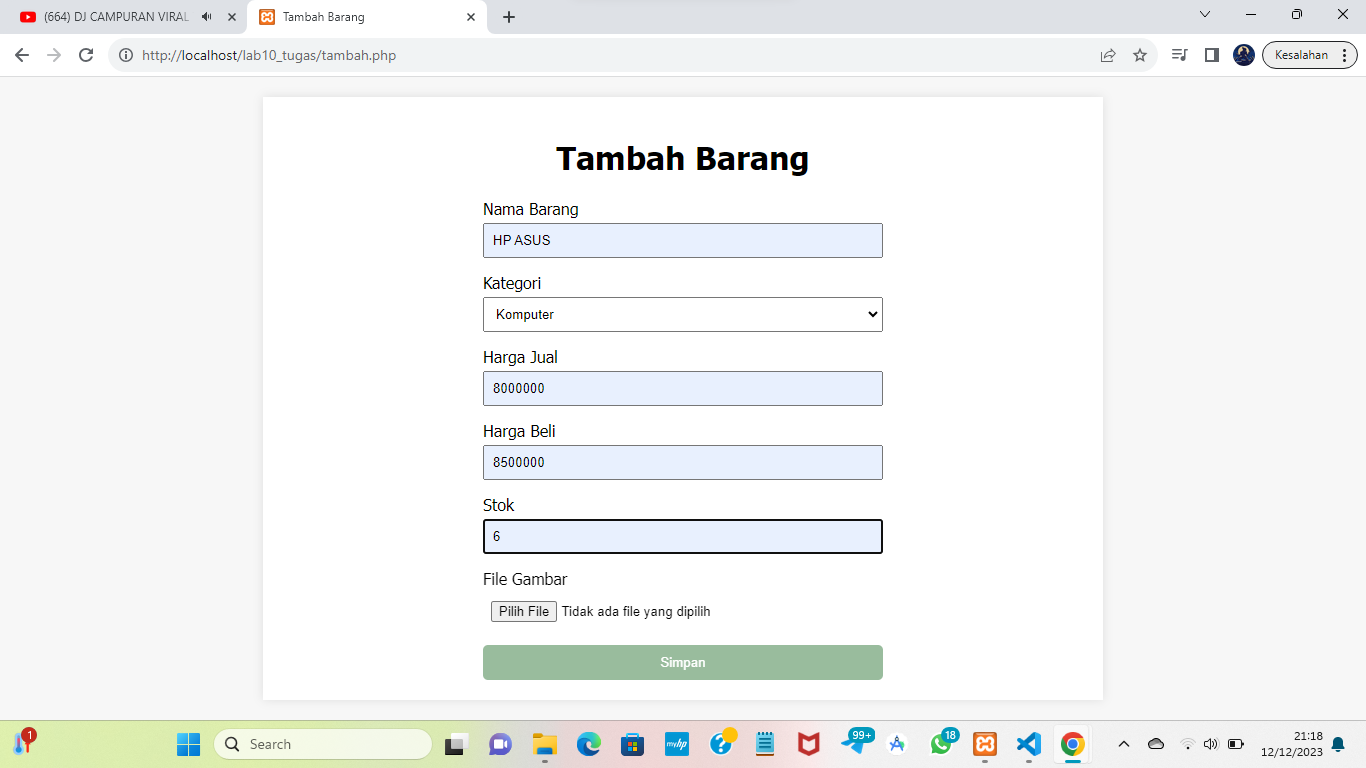 (664) DJ CAMPURAN VIRAL
Tambah Barang
http://localhost/lab10_tugas/tambah.php
Kesalahan
Tambah Barang
Nama Barang
HP ASUS
Kategori
Komputer
Harga Jual
8000000
Harga Beli
8500000
Stok
6
File Gambar
Pilih File Tidak ada file yang dipilih
Simpan
1
Search
myhp
99+
18
21:18
12/12/2023